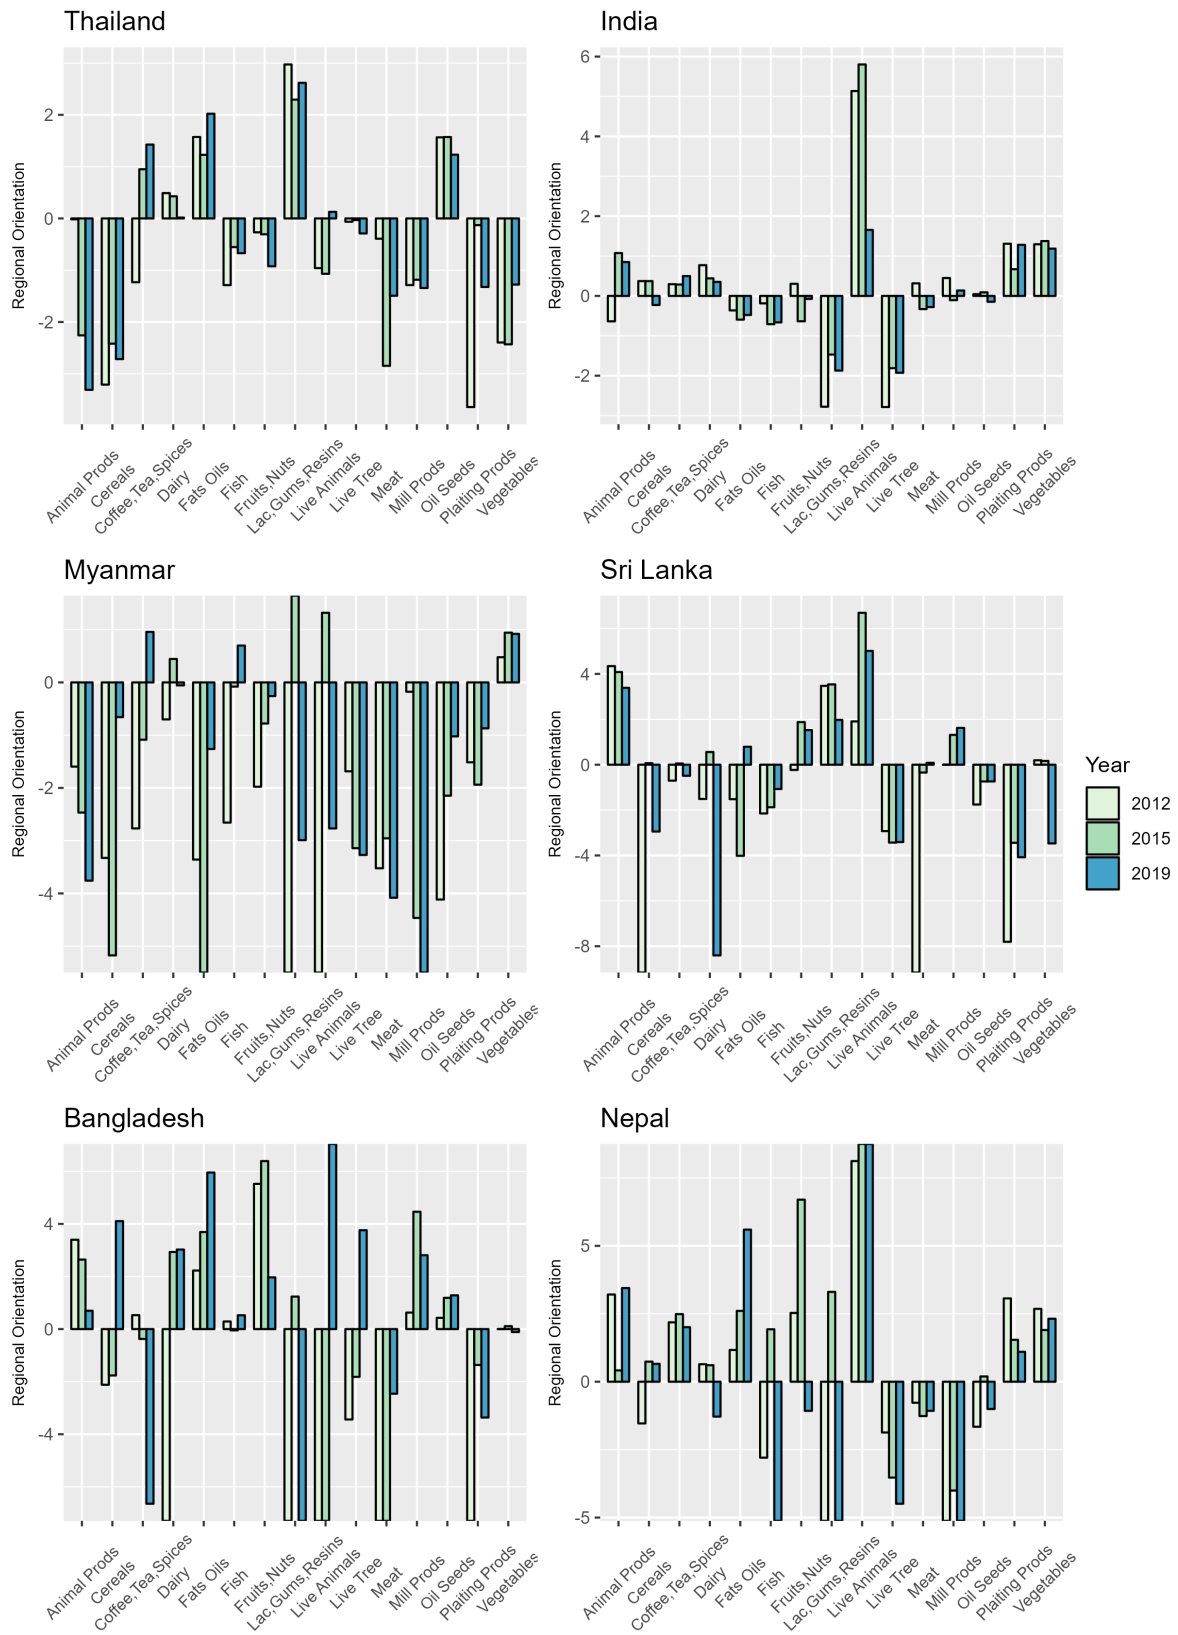 Thailand
Regional Orientation
2
0
-2
Animal Prods
Cereals
Coffee,Tea,Spices
Dairy
Fats Oils
Fish
Fruits,Nuts
Lac,Gums,Resins
Live Animals
Live Tree
Meat
Mill Prods
Oil Seeds
Plaiting Prods
Vegetables
India
Regional Orientation
6
4
2
0
-2
Animal Prods
Cereals
Coffee,Tea,Spices
Dairy
Fats Oils
Fish
Fruits,Nuts
Lac,Gums,Resins
Live Animals
Live Tree
Meat
Mill Prods
Oil Seeds
Plaiting Prods
Vegetables
Myanmar
Regional Orientation
0
-2
-4
Animal Prods
Cereals
Coffee,Tea,Spices
Dairy
Fats Oils
Fish
Fruits,Nuts
Lac,Gums,Resins
Live Animals
Live Tree
Meat
Mill Prods
Oil Seeds
Plaiting Prods
Vegetables
Sri Lanka
Regional Orientation
4
0
-4
-8
Animal Prods
Cereals
Coffee,Tea,Spices
Dairy
Fats Oils
Fish
Fruits,Nuts
Lac,Gums,Resins
Live Animals
Live Tree
Meat
Mill Prods
Oil Seeds
Plaiting Prods
Vegetables
Year
2012
2015
2019
Bangladesh
Regional Orientation
4
0
-4
Animal Prods
Cereals
Coffee,Tea,Spices
Dairy
Fats Oils
Fish
Fruits,Nuts
Lac,Gums,Resins
Live Animals
Live Tree
Meat
Mill Prods
Oil Seeds
Plaiting Prods
Vegetables
Nepal
Regional Orientation
5
0
-5
Animal Prods
Cereals
Coffee,Tea,Spices
Dairy
Fats Oils
Fish
Fruits,Nuts
Lac,Gums,Resins
Live Animals
Live Tree
Meat
Mill Prods
Oil Seeds
Plaiting Prods
Vegetables